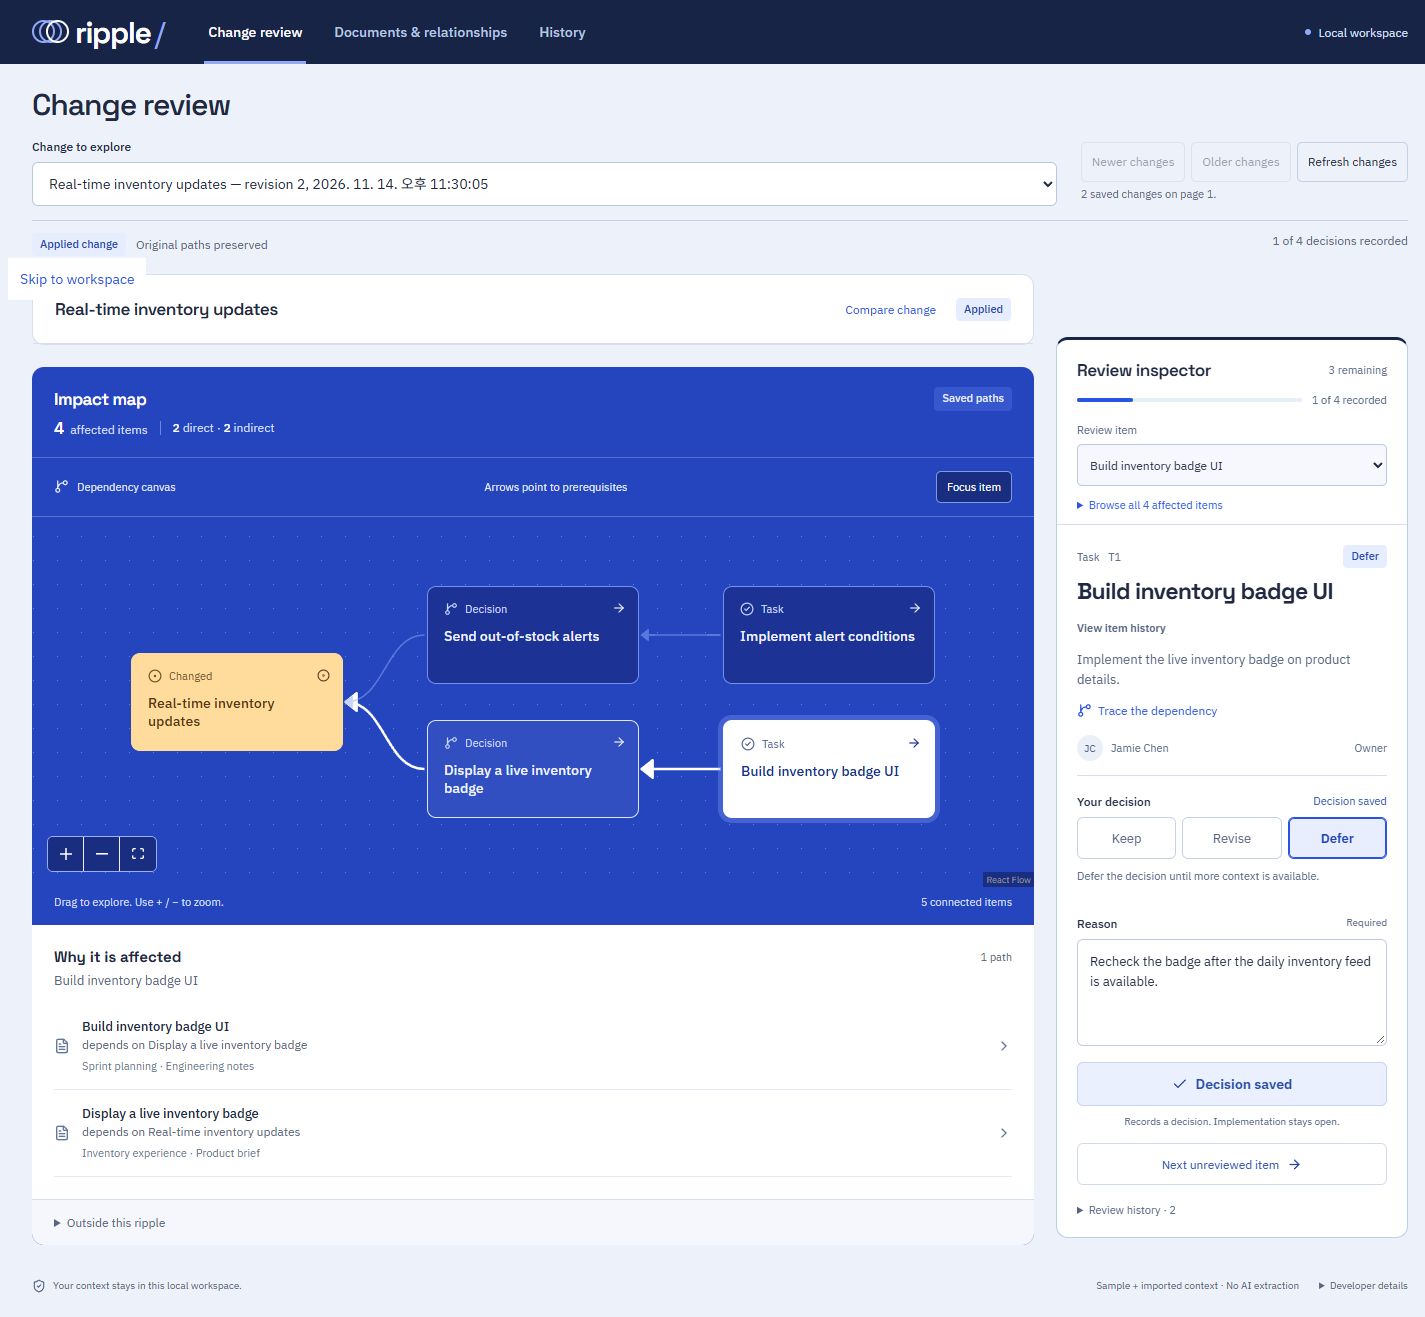 ripple/
Change review
Documents & relationships
History
Local workspace
Change review
Change to explore
Real-time inventory updates — revision 2, 2026. 11. 14. 오후 11:30:05
Newer changes
Older changes
Refresh changes
2 saved changes on page 1.
Applied change
Original paths preserved
1 of 4 decisions recorded
Skip to workspace
Real-time inventory updates
Compare change
Applied
Impact map
Saved paths
4 affected items
2 direct · 2 indirect
Dependency canvas
Arrows point to prerequisites
Focus item
Changed
Real-time inventory
updates
Decision
Send out-of-stock alerts
Task
Implement alert conditions
Decision
Display a live inventory
badge
Task
Build inventory badge UI
React Flow
Drag to explore. Use + / − to zoom.
5 connected items
Why it is affected
1 path
Build inventory badge UI
Build inventory badge UI
depends on Display a live inventory badge
Sprint planning · Engineering notes
Display a live inventory badge
depends on Real-time inventory updates
Inventory experience · Product brief
Outside this ripple
Review inspector
3 remaining
1 of 4 recorded
Review item
Build inventory badge UI
Browse all 4 affected items
Task T1
Defer
Build inventory badge UI
View item history
Implement the live inventory badge on product
details.
Trace the dependency
JC
Jamie Chen
Owner
Your decision
Decision saved
Keep
Revise
Defer
Defer the decision until more context is available.
Reason
Required
Recheck the badge after the daily inventory feed
is available.
Decision saved
Records a decision. Implementation stays open.
Next unreviewed item
Review history · 2
Your context stays in this local workspace.
Sample + imported context · No AI extraction
Developer details